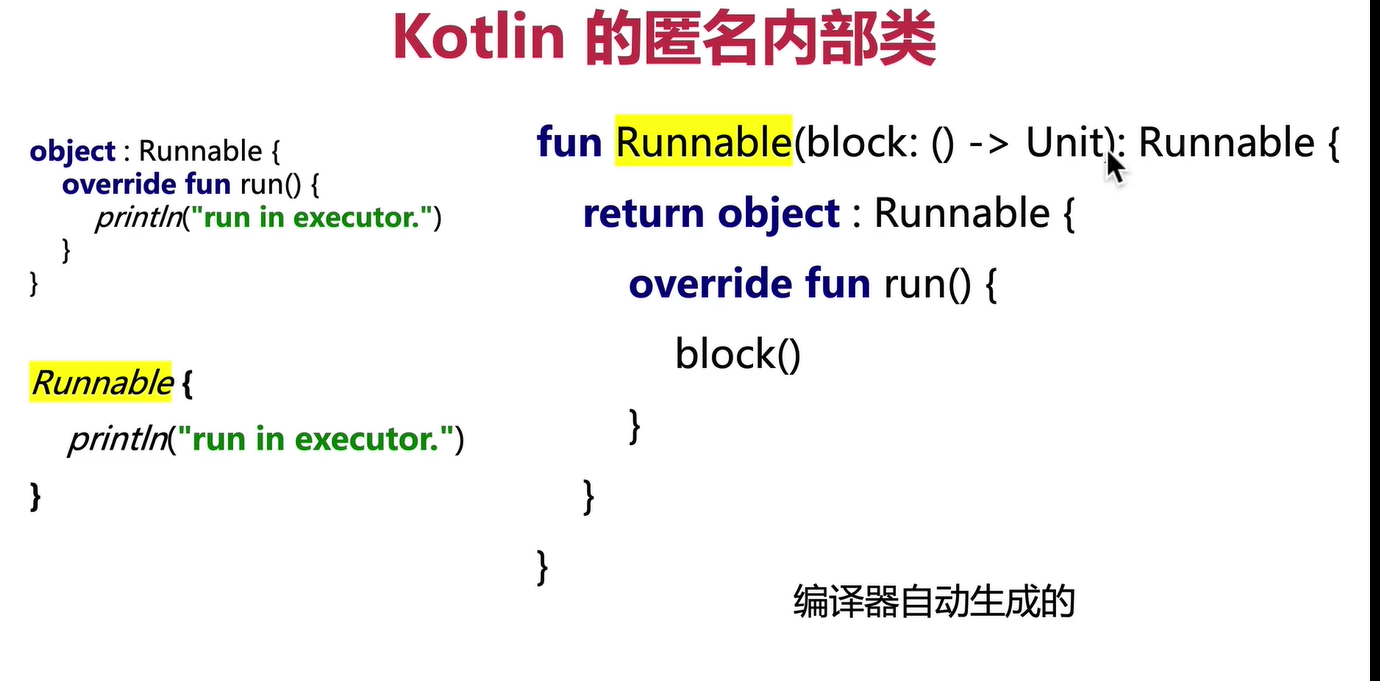 Kotlin 的匿名内部类
object : Runnable {
override fun run() {
println("run in executor.")
}
}
Runnable {
println("run in executor.")
}
fun Runnable(block: () -> Unit): Runnable {
return object : Runnable {
override fun run() {
block()
}
}
}
编译器自动生成的